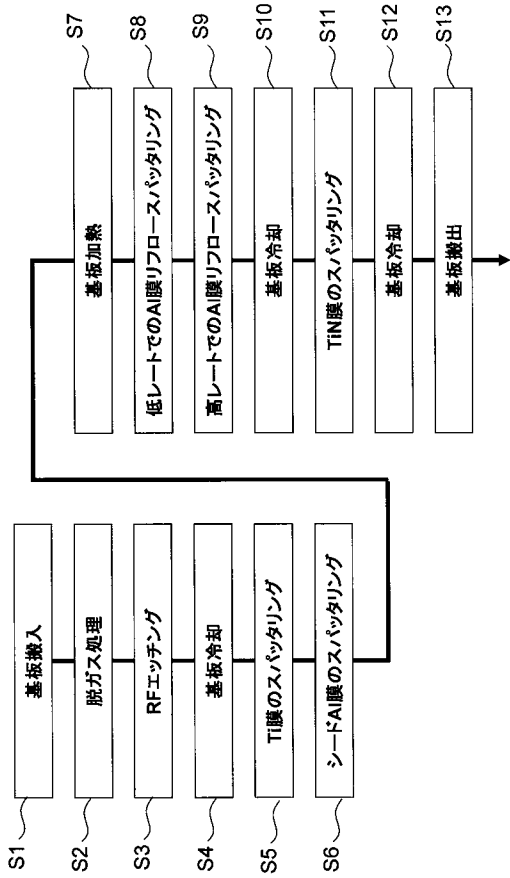 S1
基板搬入
S2
脱ガス処理
S3
RFエッチング
S4
基板冷却
S5
Ti膜のスパッタリング
S6
シードAl膜のスパッタリング
S7
基板加熱
S8
低レートでのAl膜リフロースパッタリング
S9
高レートでのAl膜リフロースパッタリング
S10
基板冷却
S11
TiN膜のスパッタリング
S12
基板冷却
S13
基板搬出